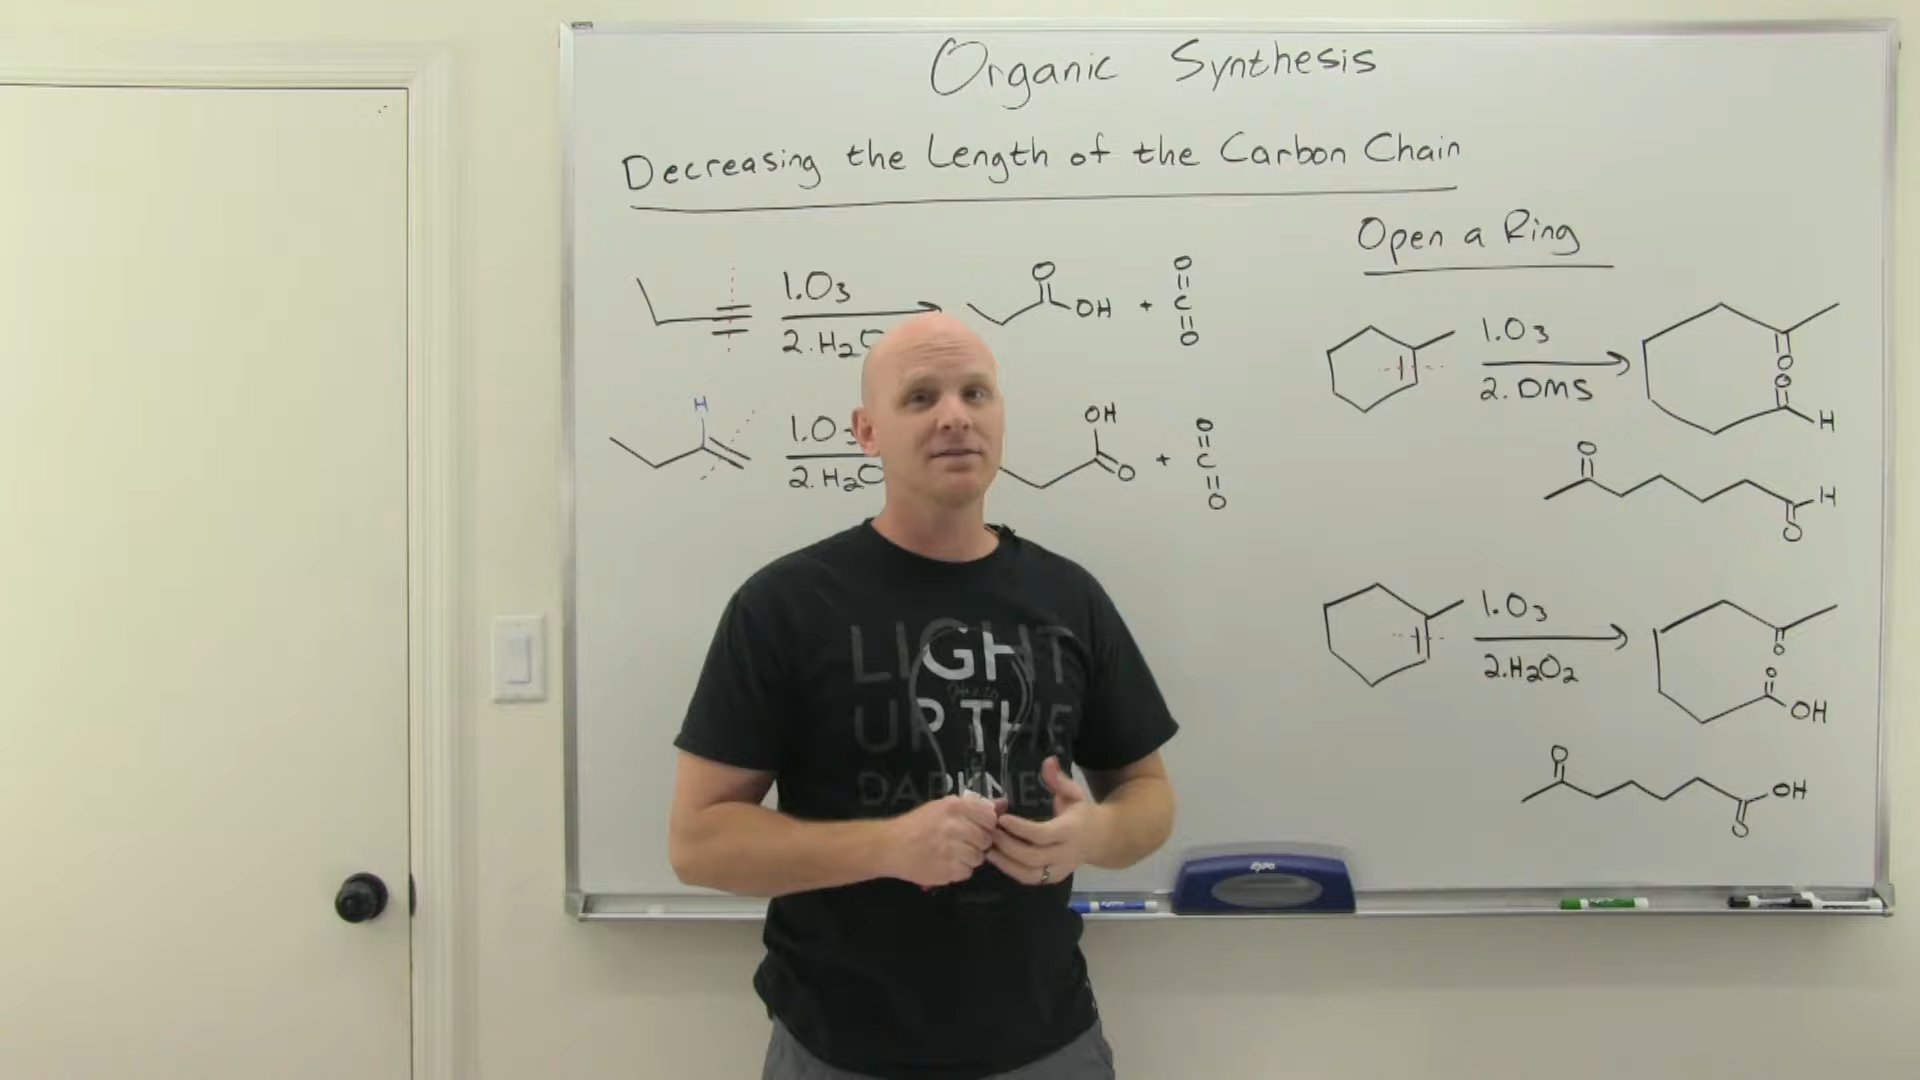 Organic Synthesis
Decreasing the Length of the Carbon Chain
1. O3
2. H2O
O
OH
+
O
C
O
H
1. O3
2. H2O
OH
O
+
O
C
O
Open a Ring
1. O3
2. DMS
O
O
H
O
H
O
1. O3
2. H2O2
O
O
OH
O
OH
O
LIGHT
UP THE
DARKNESS
expo